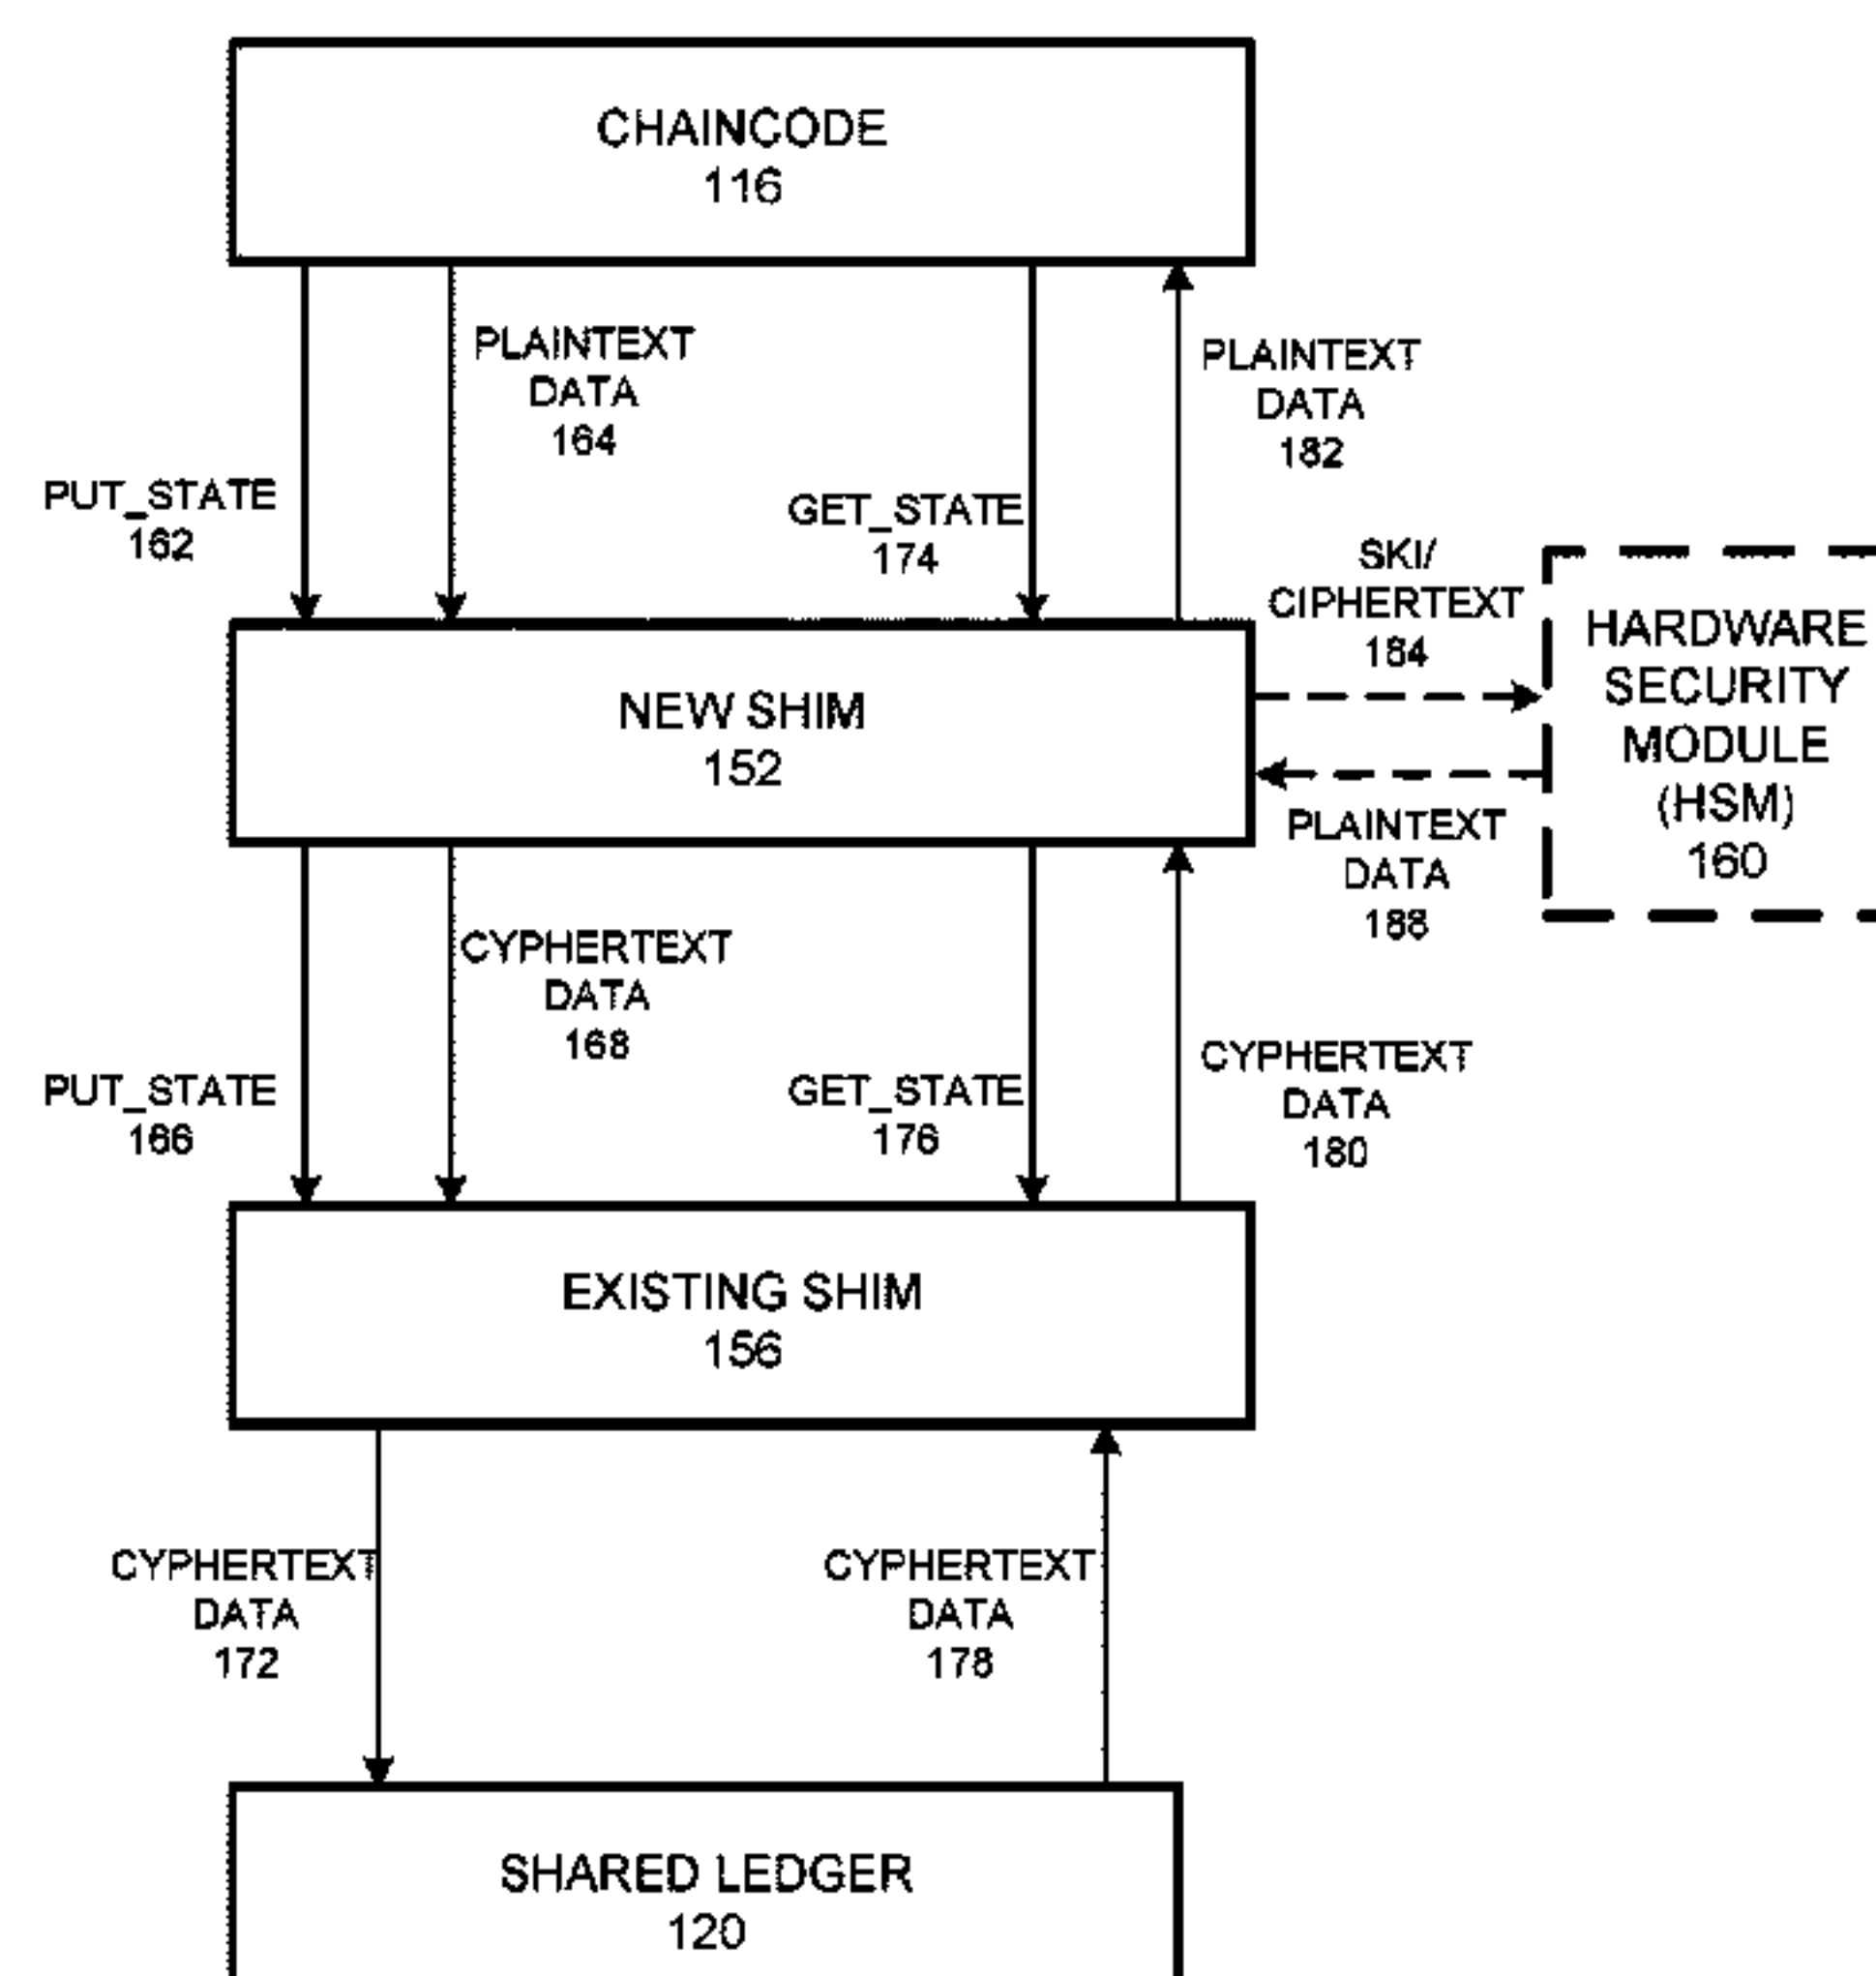 CHAINCODE
116
PLAINTEXT
DATA
164
PLAINTEXT
DATA
182
PUT_STATE
162
GET_STATE
174
SKI/
CIPHERTEXT
184
HARDWARE
SECURITY
MODULE
(HSM)
160
NEW SHIM
152
PLAINTEXT
DATA
188
CYPHERTEXT
DATA
168
PUT_STATE
166
GET_STATE
176
CYPHERTEXT
DATA
180
EXISTING SHIM
156
CYPHERTEXT
DATA
172
CYPHERTEXT
DATA
178
SHARED LEDGER
120